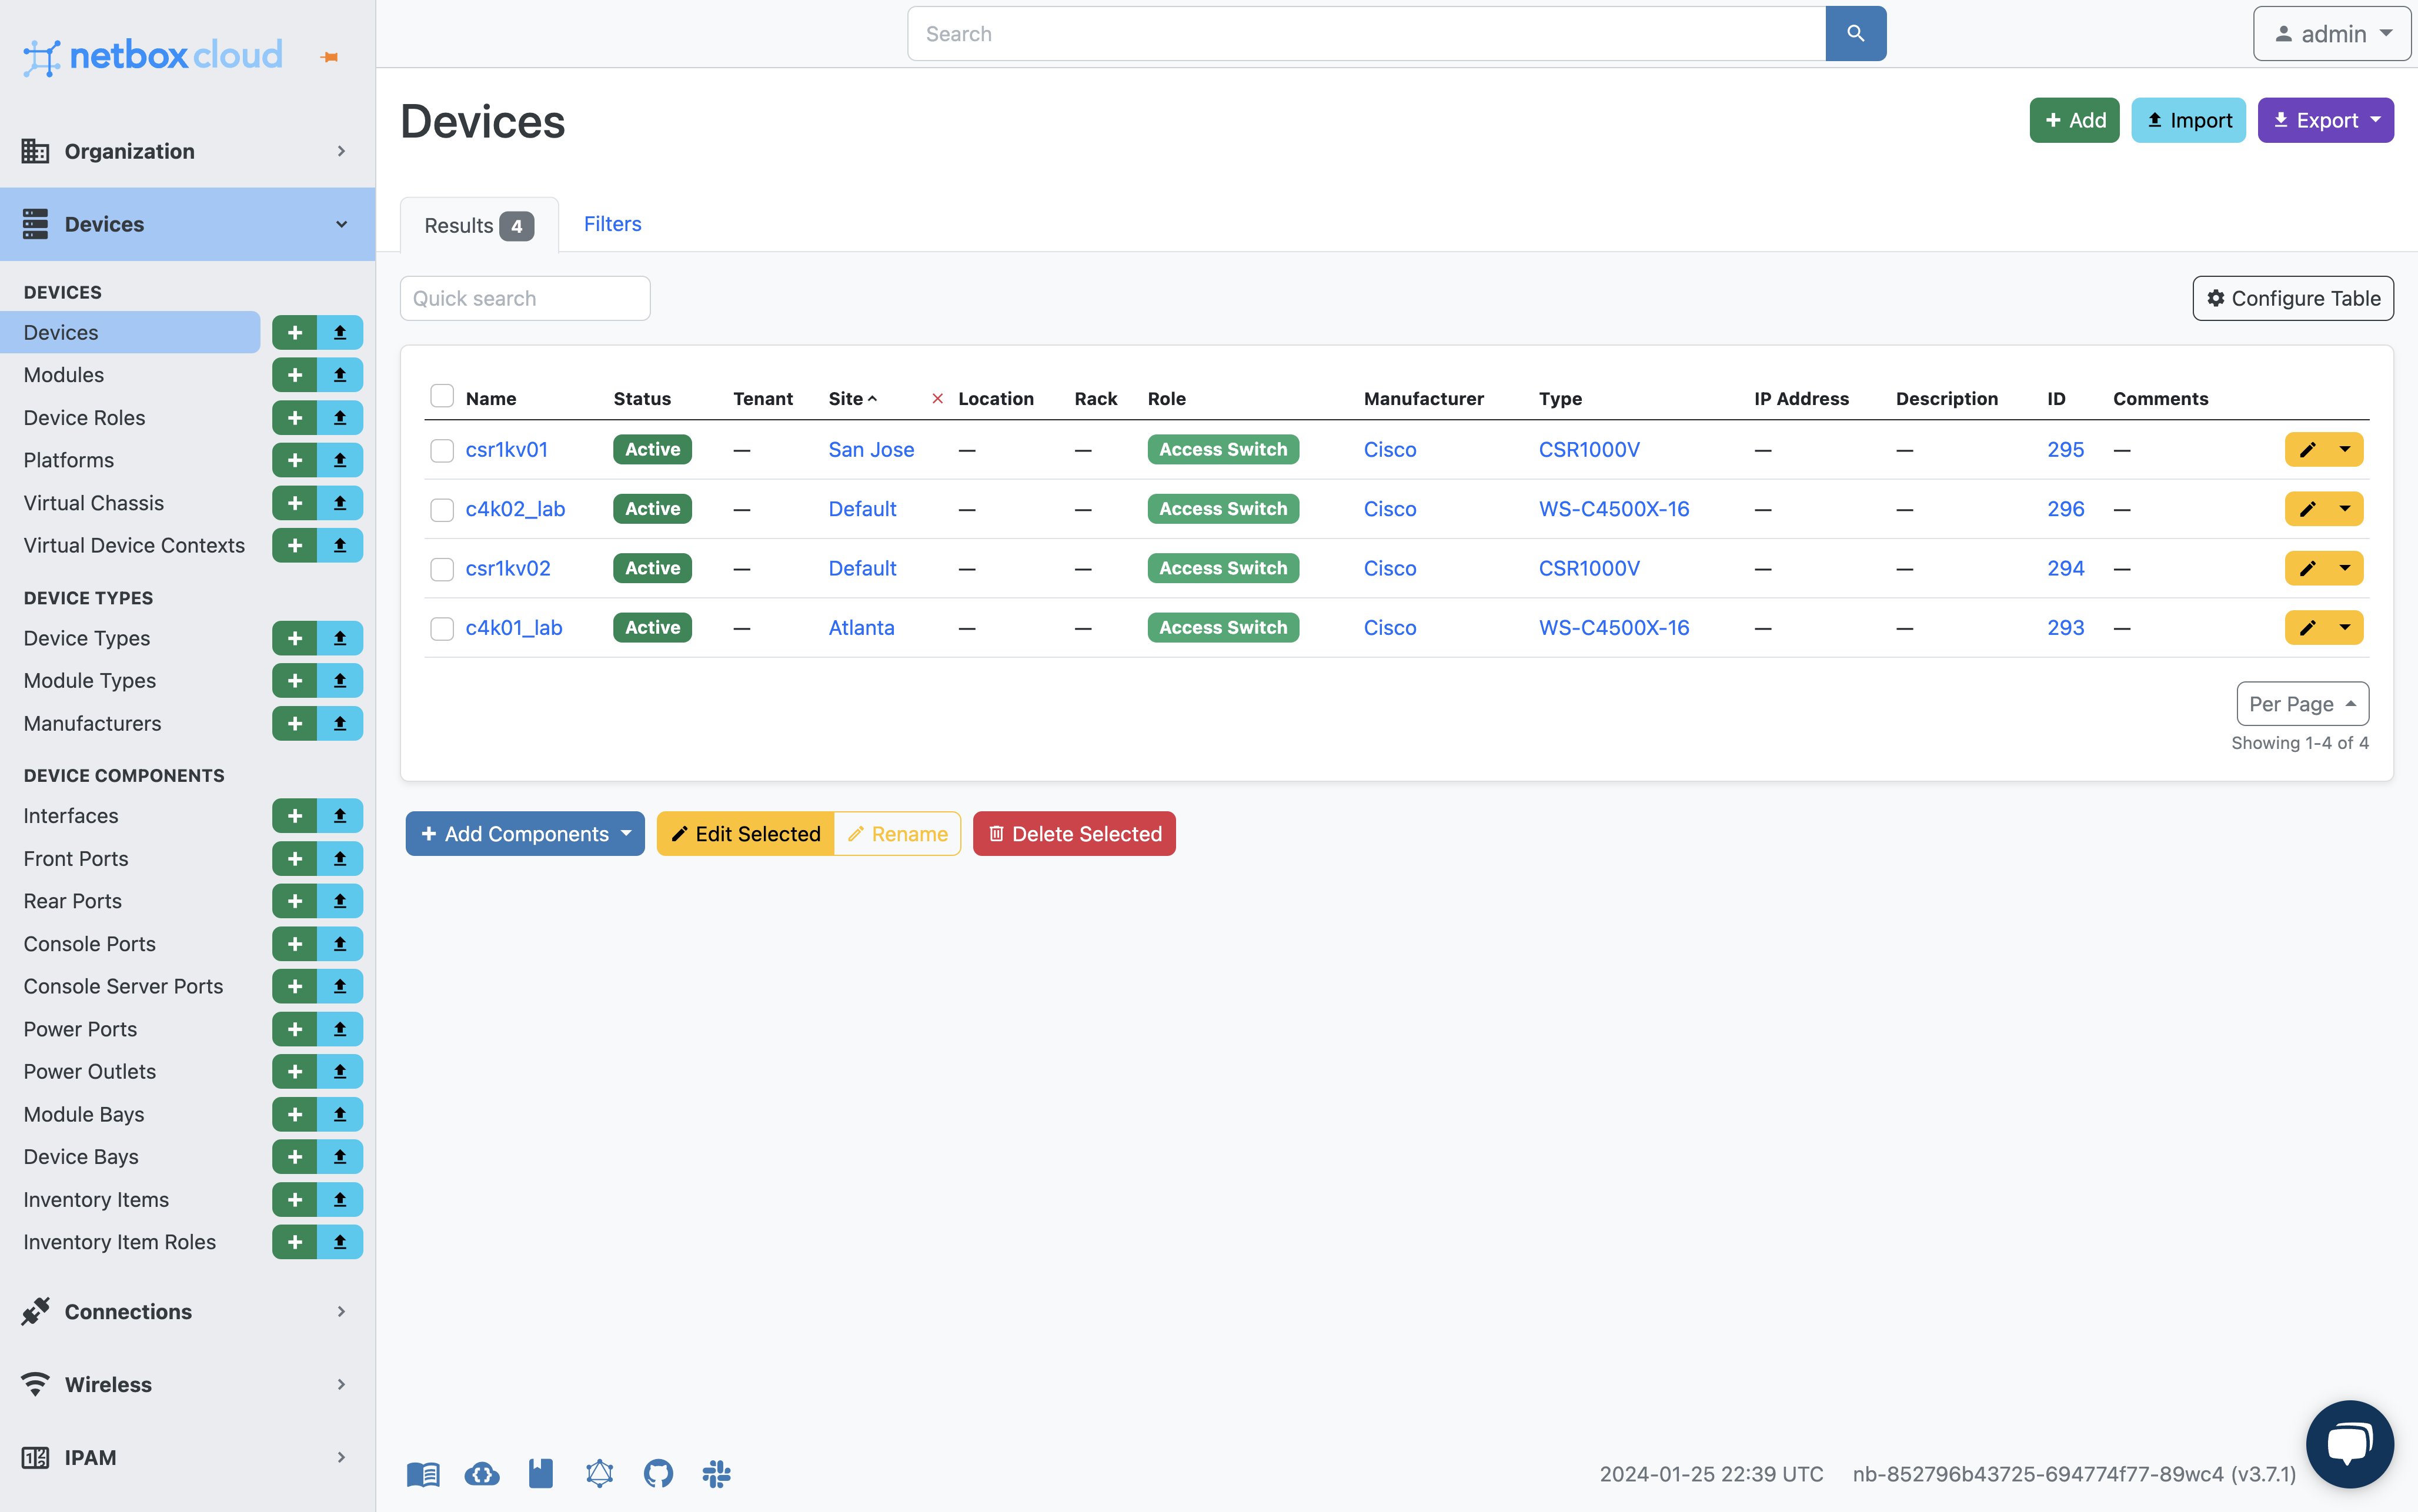 netbox cloud
Search
admin
Organization
Devices
Add
Import
Export
Devices
Results 4
Filters
DEVICES
Quick search
Configure Table
Devices
Modules
Device Roles
Platforms
Virtual Chassis
Virtual Device Contexts
DEVICE TYPES
Device Types
Module Types
Manufacturers
DEVICE COMPONENTS
Interfaces
Front Ports
Rear Ports
Console Ports
Console Server Ports
Power Ports
Power Outlets
Module Bays
Device Bays
Inventory Items
Inventory Item Roles
Connections
Wireless
IPAM
Name Status Tenant Site Location Rack Role Manufacturer Type IP Address Description ID Comments
csr1kv01 Active — San Jose — — Access Switch Cisco CSR1000V — — 295 —
c4k02_lab Active — Default — — Access Switch Cisco WS-C4500X-16 — — 296 —
csr1kv02 Active — Default — — Access Switch Cisco CSR1000V — — 294 —
c4k01_lab Active — Atlanta — — Access Switch Cisco WS-C4500X-16 — — 293 —
Per Page
Showing 1-4 of 4
Add Components
Edit Selected
Rename
Delete Selected
2024-01-25 22:39 UTC nb-852796b43725-694774f77-89wc4 (v3.7.1)